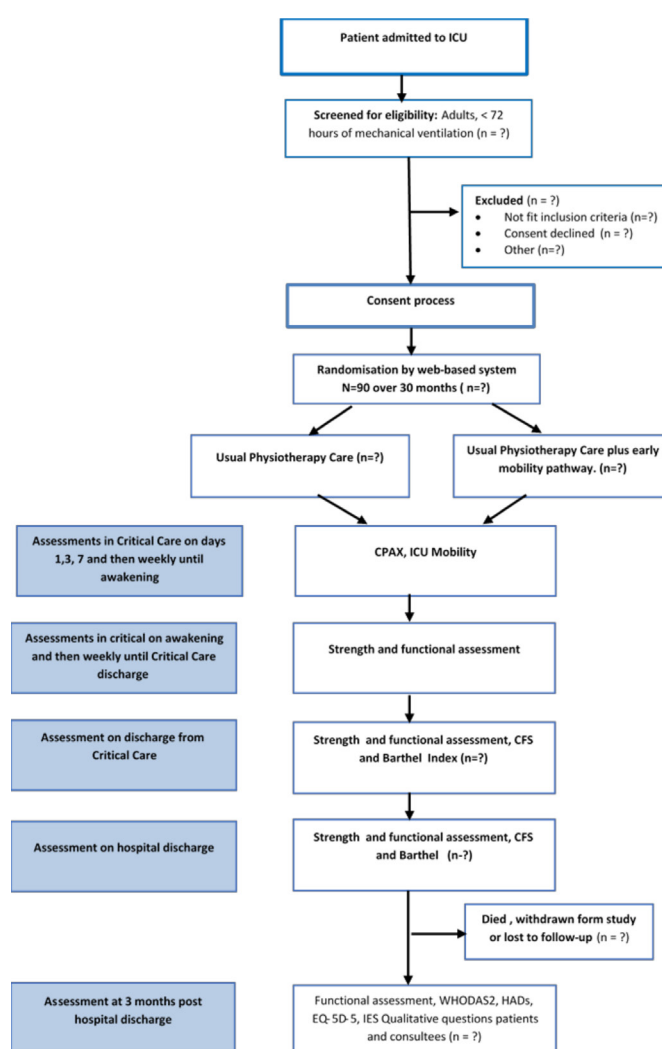 Patient admitted to ICU
Screened for eligibility: Adults, < 72
hours of mechanical ventilation (n = ?)
Excluded (n = ?)
• Not fit inclusion criteria (n=?)
• Consent declined (n = ?)
• Other (n=?)
Consent process
Randomisation by web-based system
N=90 over 30 months ( n=?)
Usual Physiotherapy Care (n=?)
Usual Physiotherapy Care plus early
mobility pathway. (n=?)
Assessments in Critical Care on days
1,3, 7 and then weekly until
awakening
CPAX, ICU Mobility
Assessments in critical on awakening
and then weekly until Critical Care
discharge
Strength and functional assessment
Assessment on discharge from
Critical Care
Strength and functional assessment, CFS
and Barthel Index (n=?)
Assessment on hospital discharge
Strength and functional assessment, CFS
and Barthel (n-?)
Died , withdrawn form study
or lost to follow-up (n = ?)
Assessment at 3 months post
hospital discharge
Functional assessment, WHODAS2, HADs,
EQ-5D-5, IES Qualitative questions patients
and consultees (n = ?)